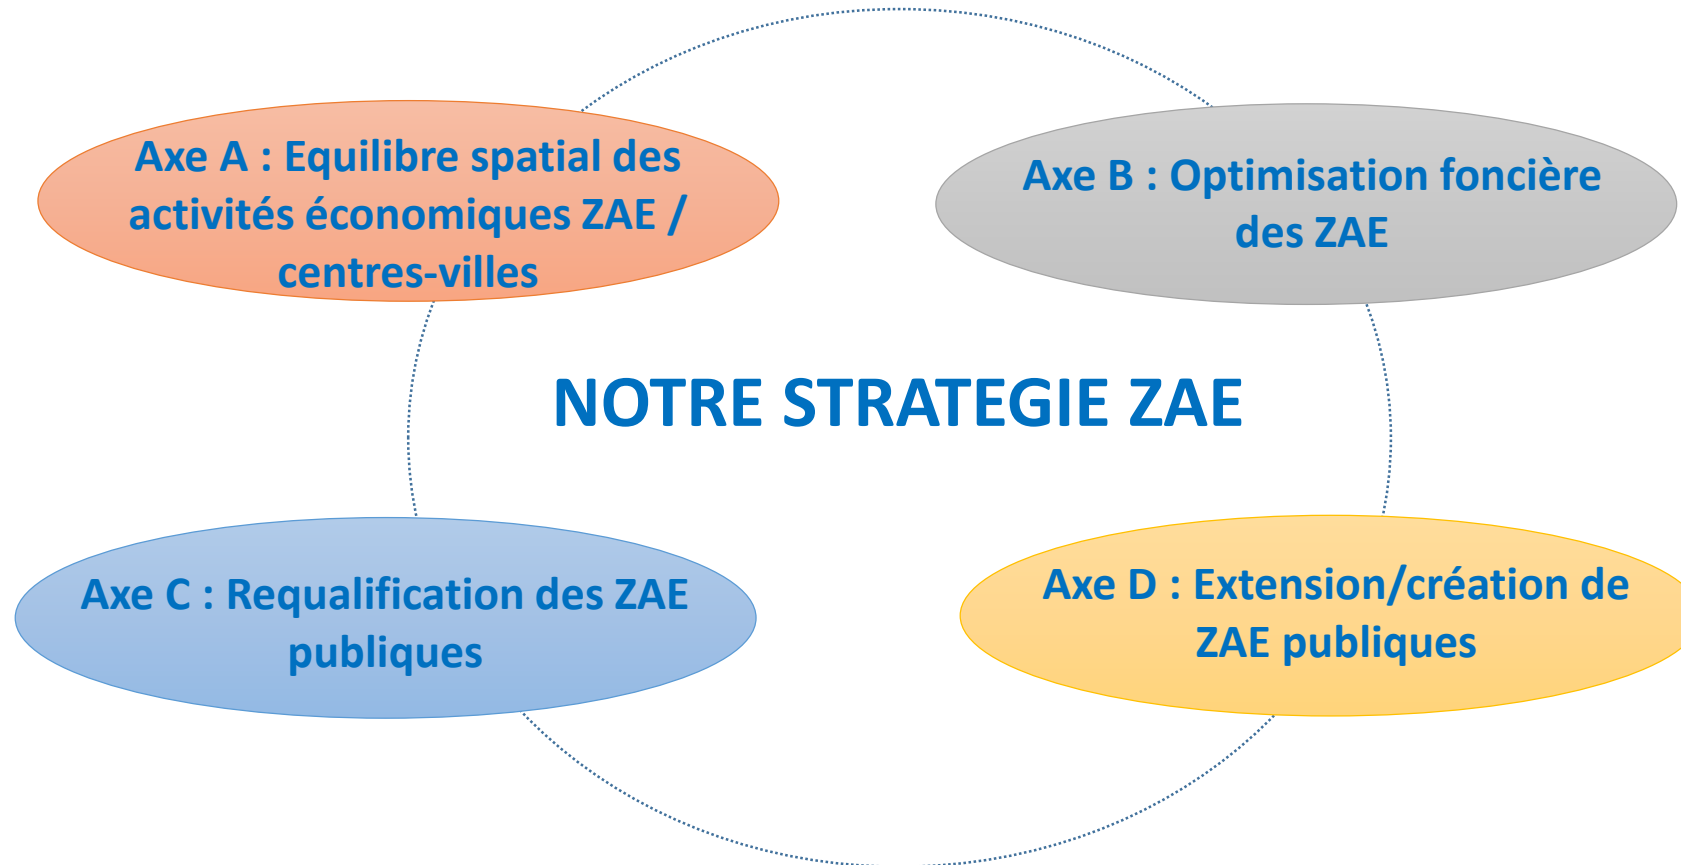 Axe A : Equilibre spatial des
activités économiques ZAE /
centres-villes
Axe B : Optimisation foncière
des ZAE
NOTRE STRATEGIE ZAE
Axe C : Requalification des ZAE
publiques
Axe D : Extension/création de
ZAE publiques